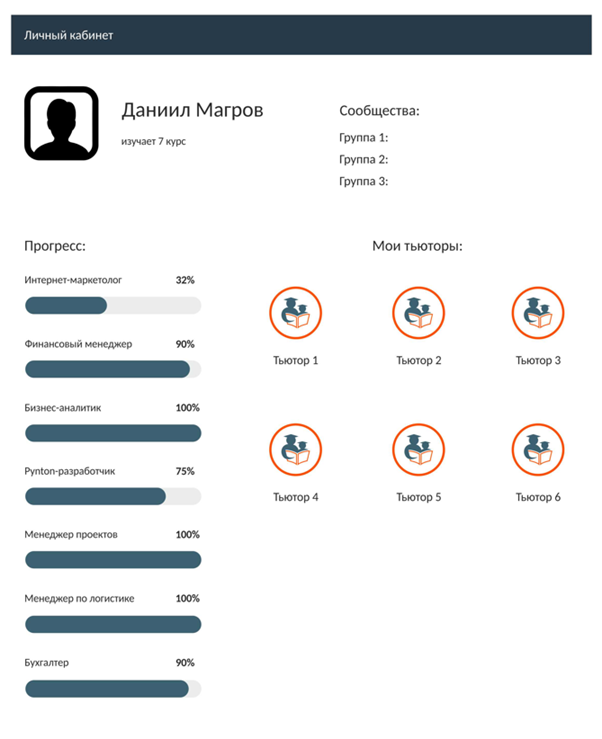 Личный кабинет
Даниил Магров
изучает 7 курс
Сообщества:
Группа 1:
Группа 2:
Группа 3:
Прогресс:
Интернет-маркетолог 32%
Финансовый менеджер 90%
Бизнес-аналитик 100%
Pynton-разработчик 75%
Менеджер проектов 100%
Менеджер по логистике 100%
Бухгалтер 90%
Мои тьюторы:
Тьютор 1 Тьютор 2 Тьютор 3
Тьютор 4 Тьютор 5 Тьютор 6